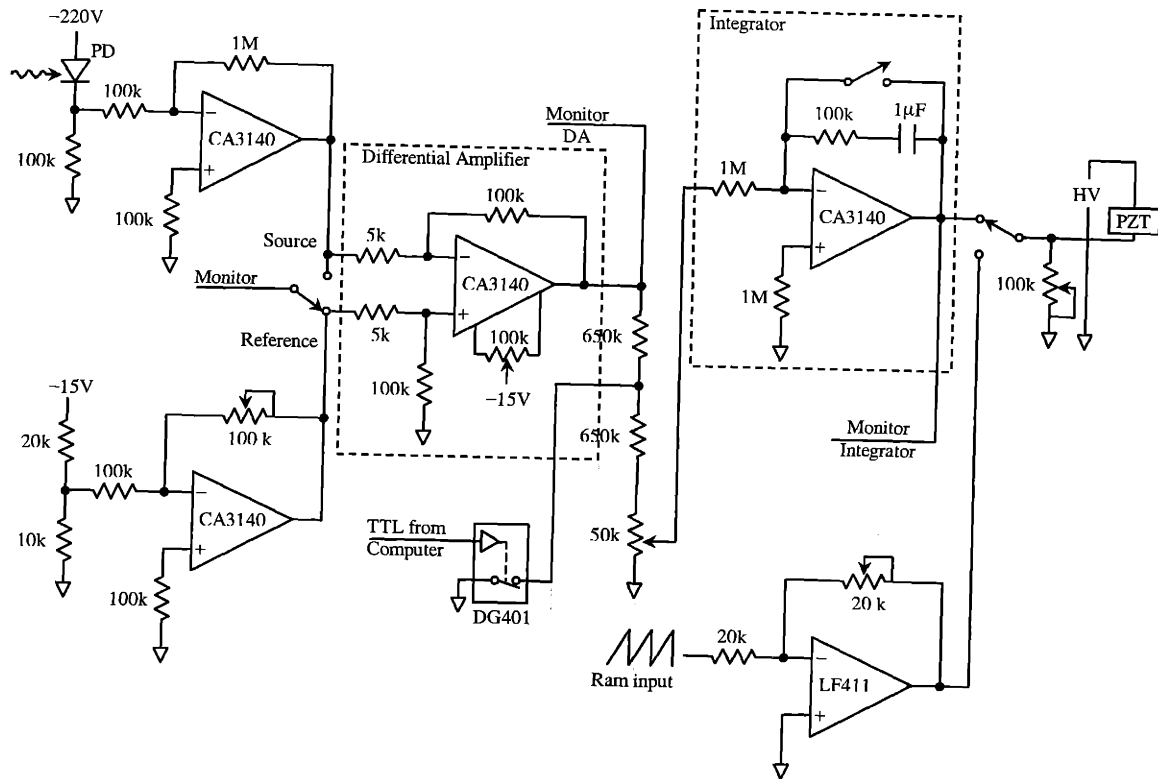 −220V
PD
1M
100k
100k
−
CA3140
+
100k
Source
Monitor
Reference
−15V
20k
10k
100k
100 k
−
CA3140
+
100k
Differential Amplifier
5k
5k
100k
−
CA3140
+
100k
−15V
100k
Monitor
DA
650k
650k
50k
TTL from
Computer
DG401
Integrator
100k
1μF
1M
−
CA3140
+
1M
HV
PZT
100k
Monitor
Integrator
Ram input
20k
20 k
−
LF411
+